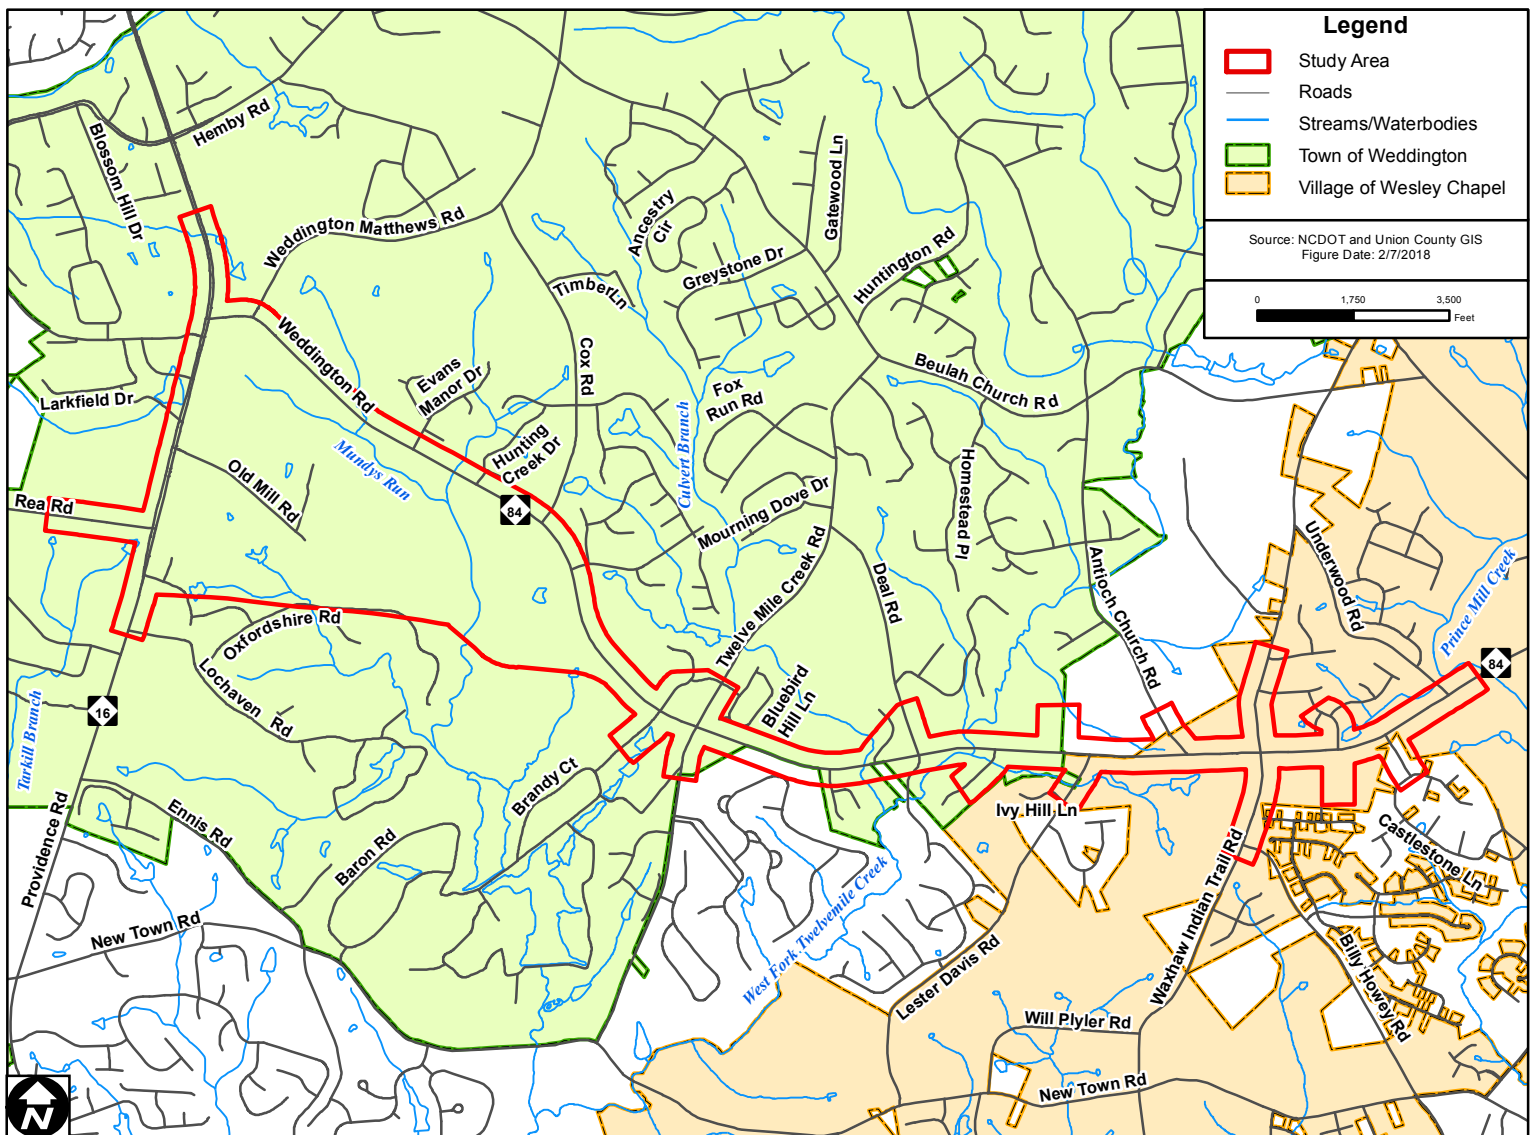 Legend
Study Area
Roads
Streams/Waterbodies
Town of Weddington
Village of Wesley Chapel
Source: NCDOT and Union County GIS
Figure Date: 2/7/2018
0 1,750 3,500
Feet
Hemby Rd
Blossom Hill Dr
Weddington Matthews Rd
Ancestry
Cir
Gatewood Ln
Greystone Dr
Huntington Rd
Timber Ln
Weddington Rd
Evans
Manor Dr
Cox Rd
Fox
Run Rd
Beulah Church Rd
Larkfield Dr
Hunting
Creek Dr
Culvert Branch
Mundys Run
Old Mill Rd
Rea Rd
84
Mourning Dove Dr
Homestead Pl
Underwood Rd
Prince Mill Creek
Twelve Mile Creek Rd
Deal Rd
Antioch Church Rd
Oxfordshire Rd
Lochaven Rd
Bluebird
Hill Ln
84
16
Tarkill Branch
Brandy Ct
Ivy Hill Ln
Ennis Rd
Baron Rd
Providence Rd
Castlestone Ln
Waxhaw Indian Trail Rd
West Fork Twelvemile Creek
New Town Rd
Lester Davis Rd
Billy Howey Rd
Will Plyler Rd
New Town Rd
N